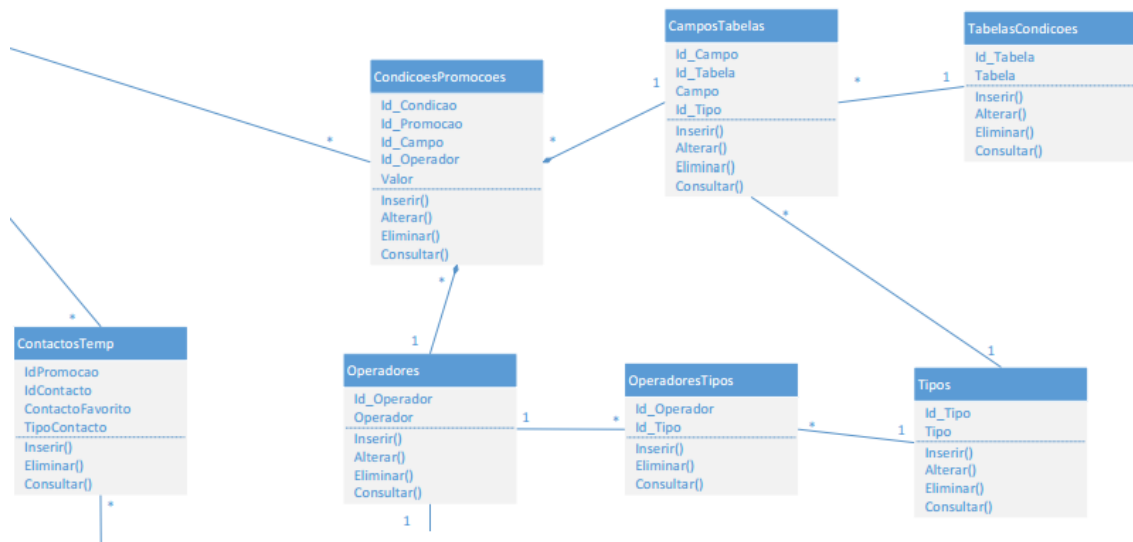 CamposTabelas
Id_Campo
Id_Tabela
Campo
Id_Tipo
Inserir()
Alterar()
Eliminar()
Consultar()
TabelasCondicoes
Id_Tabela
Tabela
Inserir()
Alterar()
Eliminar()
Consultar()
CondicoesPromocoes
Id_Condicao
Id_Promocao
Id_Campo
Id_Operador
Valor
Inserir()
Alterar()
Eliminar()
Consultar()
*
*
1
*
1
*
*
1
*
1
ContactosTemp
IdPromocao
IdContacto
ContactoFavorito
TipoContacto
Inserir()
Eliminar()
Consultar()
*
Operadores
Id_Operador
Operador
Inserir()
Alterar()
Eliminar()
Consultar()
1
1
*
OperadoresTipos
Id_Operador
Id_Tipo
Inserir()
Eliminar()
Consultar()
*
1
Tipos
Id_Tipo
Tipo
Inserir()
Alterar()
Eliminar()
Consultar()